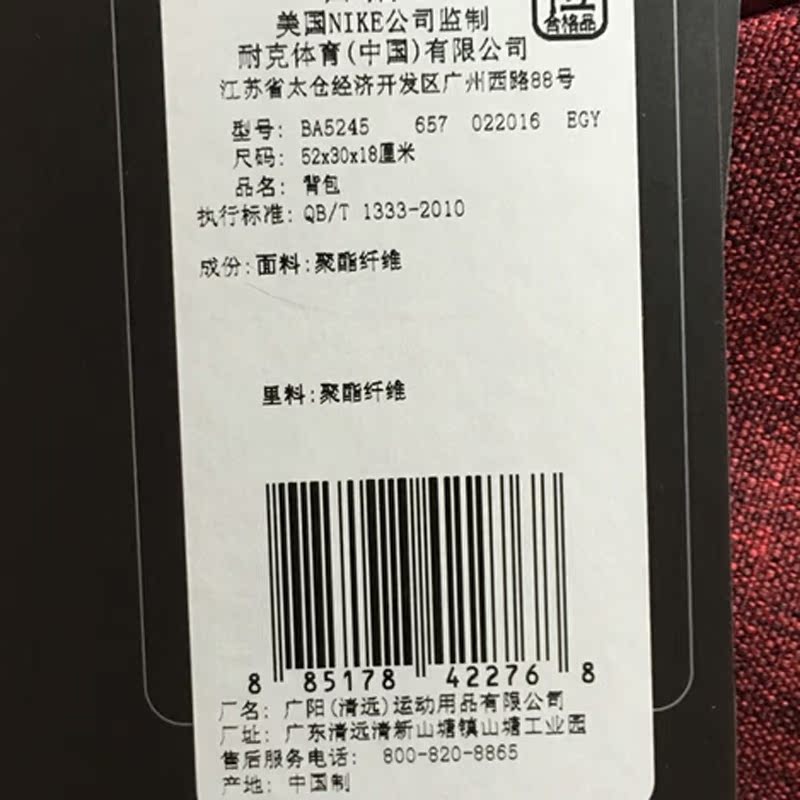 美国NIKE公司监制
合格品
耐克体育(中国)有限公司
江苏省太仓经济开发区广州西路88号
型号: BA5245 657 022016 EGY
尺码: 52x30x18厘米
品名: 背包
执行标准: QB/T 1333-2010
成份:面料:聚酯纤维
里料:聚酯纤维
8 85178 42276 8
厂名: 广阳(清远)运动用品有限公司
厂址: 广东清远清新山塘镇山塘工业园
售后服务电话: 800-820-8865
产地: 中国制